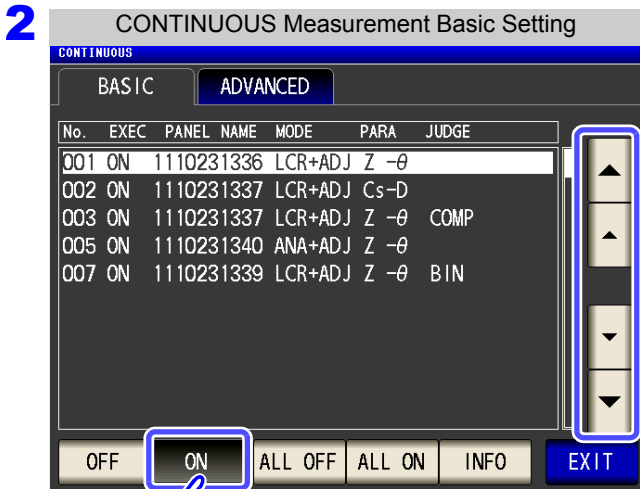 2
CONTINUOUS Measurement Basic Setting
CONTINUOUS
BASIC ADVANCED
No. EXEC PANEL NAME MODE PARA JUDGE
001 ON 1110231336 LCR+ADJ Z -θ
002 ON 1110231337 LCR+ADJ Cs-D
003 ON 1110231337 LCR+ADJ Z -θ COMP
005 ON 1110231340 ANA+ADJ Z -θ
007 ON 1110231339 LCR+ADJ Z -θ BIN
OFF ON ALL OFF ALL ON INFO EXIT